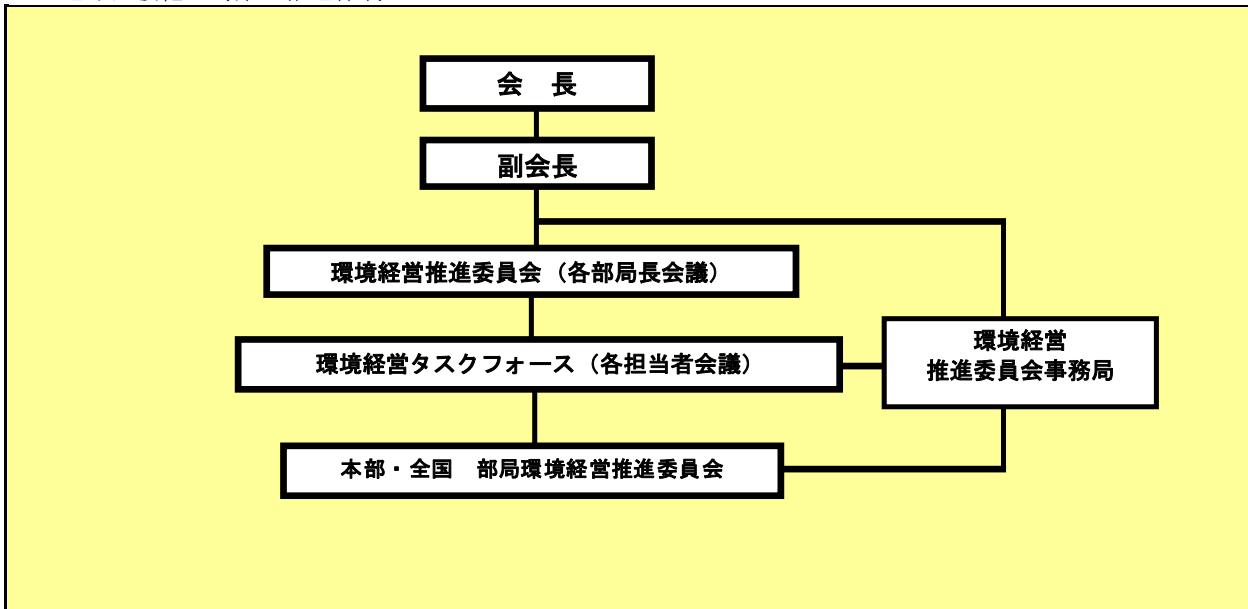 会　長
副会長
環境経営推進委員会（各部局長会議）
環境経営タスクフォース（各担当者会議）
環境経営
推進委員会事務局
本部・全国　部局環境経営推進委員会